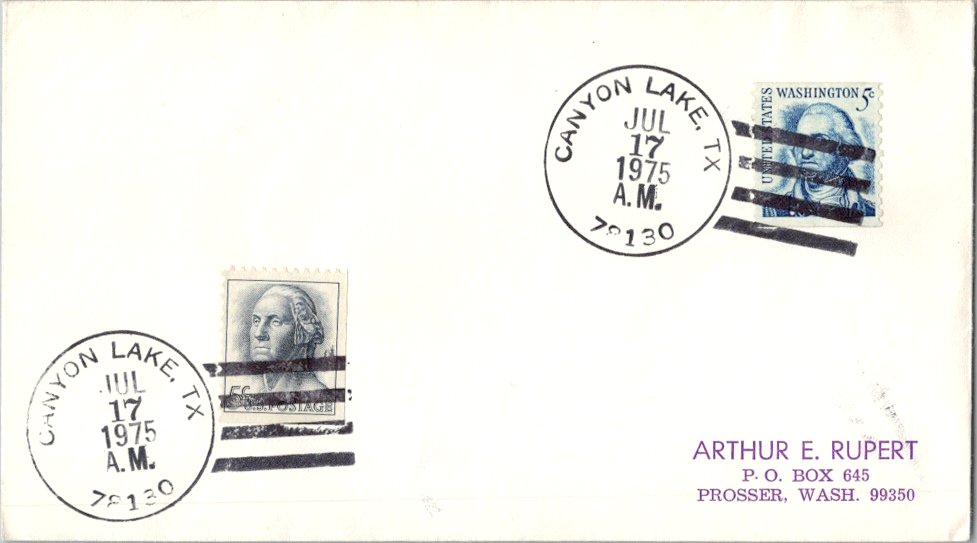 CANYON LAKE, TX
JUL
17
1975
A.M.
78130
UNITED STATES
WASHINGTON 5c
CANYON LAKE, TX
JUL
17
1975
A.M.
78130
5c
U.S. POSTAGE
ARTHUR E. RUPERT
P. O. BOX 645
PROSSER, WASH. 99350